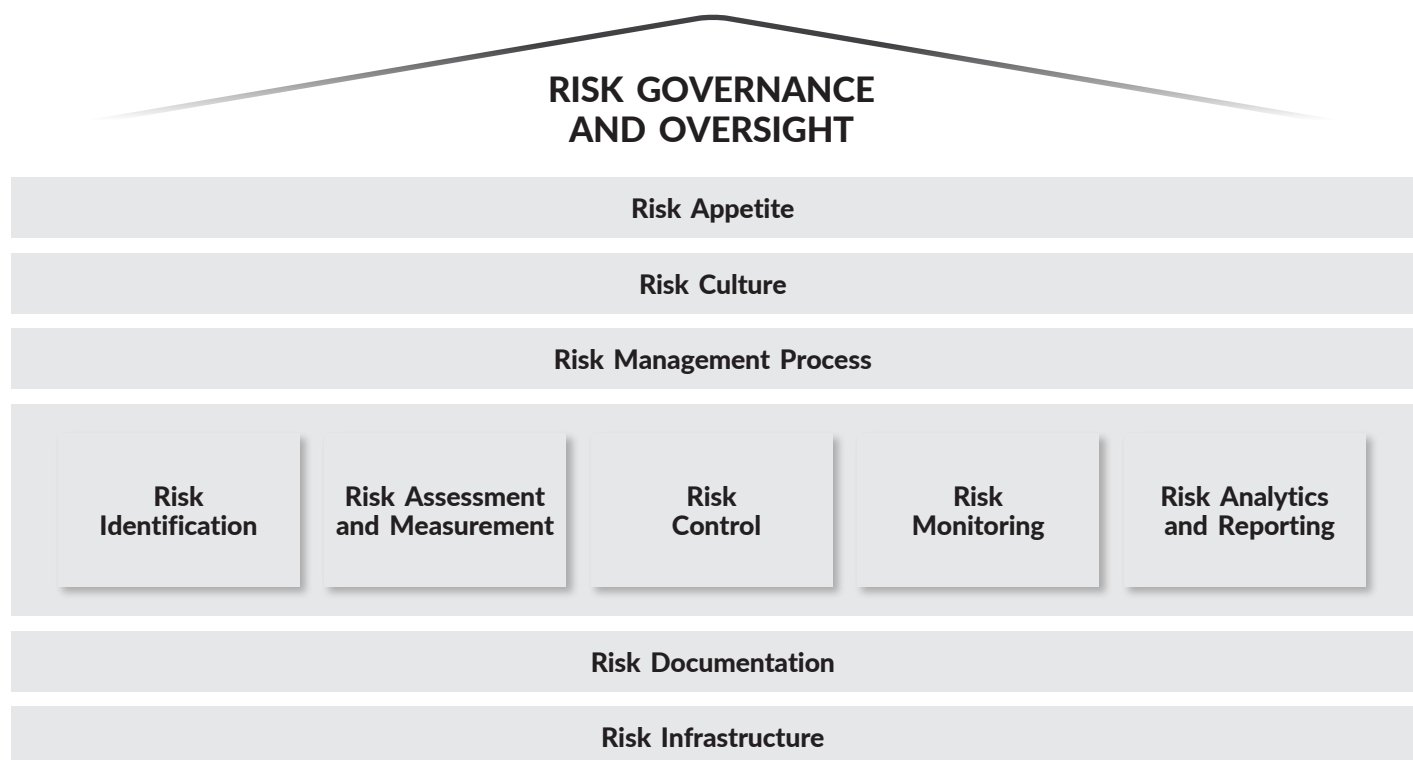 RISK GOVERNANCE
AND OVERSIGHT
Risk Appetite
Risk Culture
Risk Management Process
Risk
Identification
Risk Assessment
and Measurement
Risk
Control
Risk
Monitoring
Risk Analytics
and Reporting
Risk Documentation
Risk Infrastructure